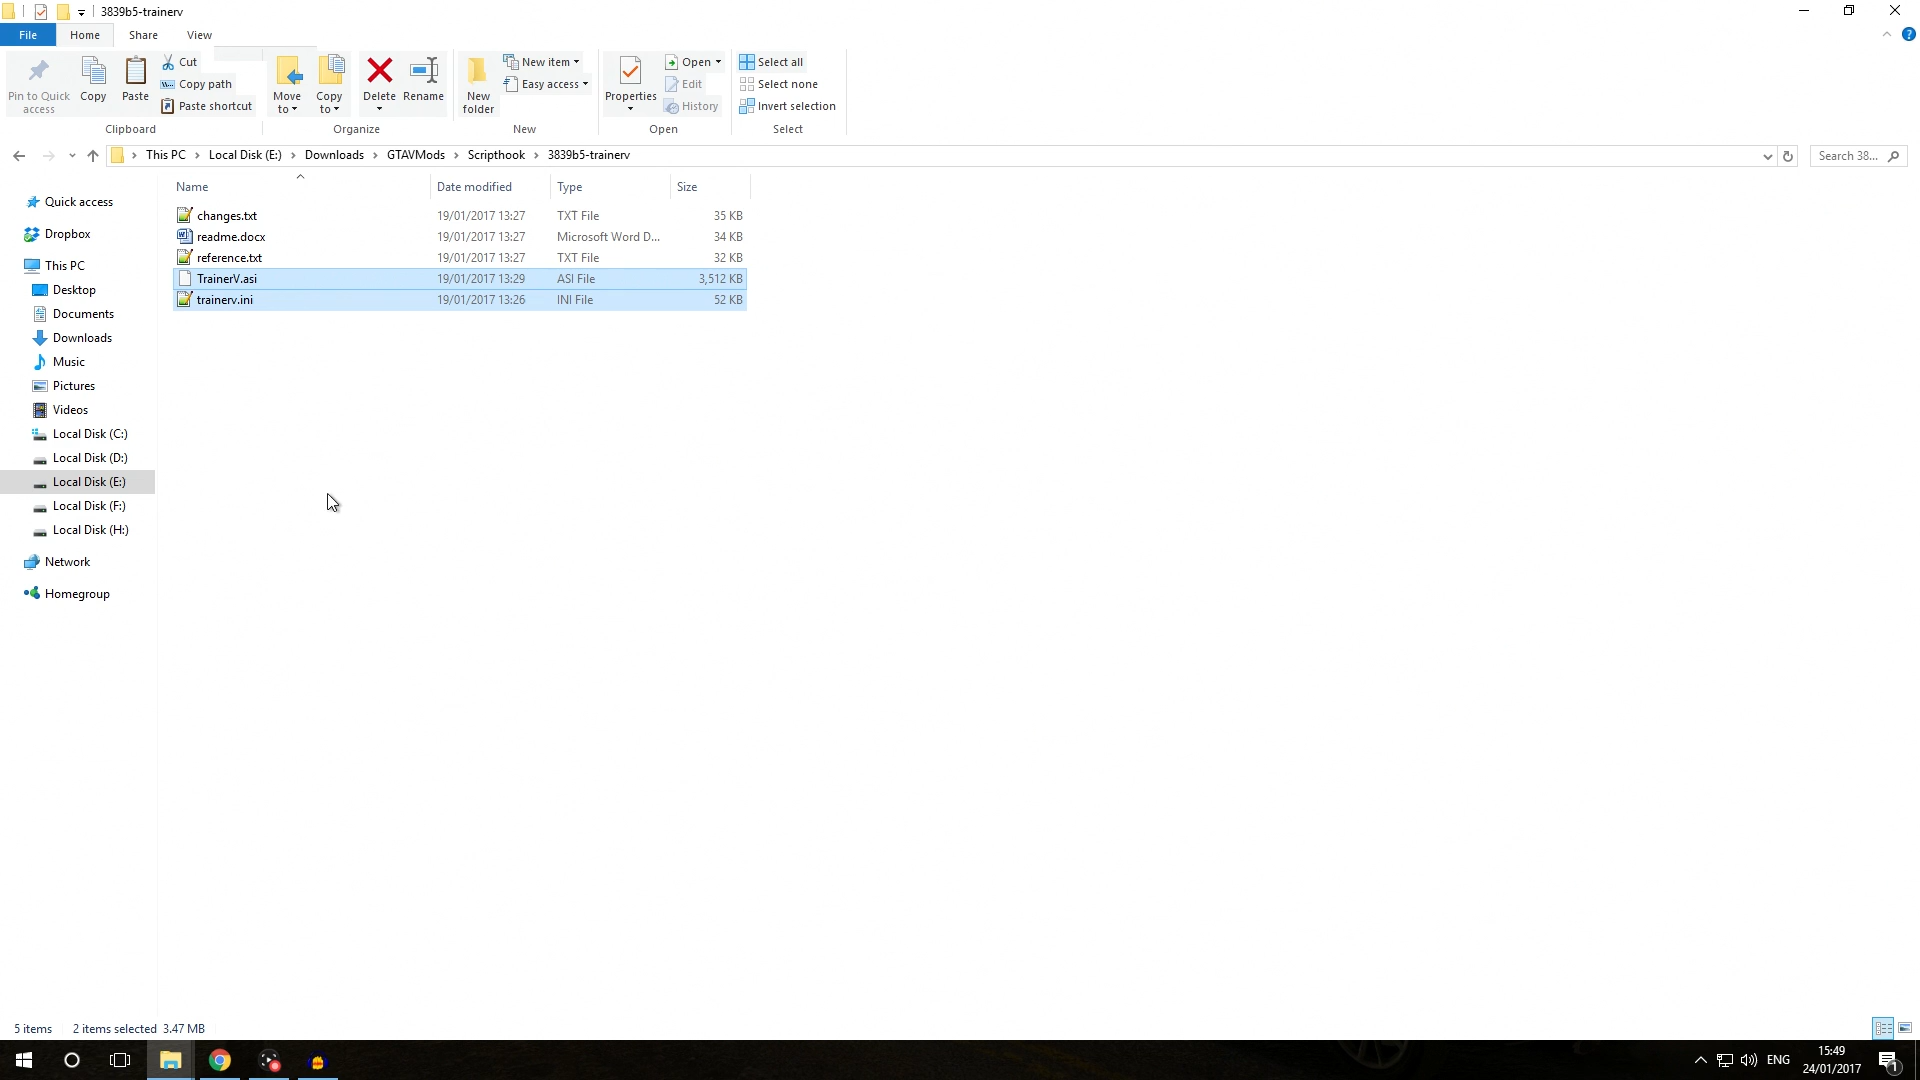 3839b5-trainerv
File Home Share View
Pin to Quick access
Copy
Paste
Cut
Copy path
Paste shortcut
Clipboard
Move to
Copy to
Delete
Rename
Organize
New folder
New item
Easy access
New
Properties
Open
Edit
History
Open
Select all
Select none
Invert selection
Select
This PC > Local Disk (E:) > Downloads > GTAVMods > Scripthook > 3839b5-trainerv
Search 38...
Name Date modified Type Size
changes.txt 19/01/2017 13:27 TXT File 35 KB
readme.docx 19/01/2017 13:27 Microsoft Word D... 34 KB
reference.txt 19/01/2017 13:27 TXT File 32 KB
TrainerV.asi 19/01/2017 13:29 ASI File 3,512 KB
trainerv.ini 19/01/2017 13:26 INI File 52 KB
Quick access
Dropbox
This PC
Desktop
Documents
Downloads
Music
Pictures
Videos
Local Disk (C:)
Local Disk (D:)
Local Disk (E:)
Local Disk (F:)
Local Disk (H:)
Network
Homegroup
5 items 2 items selected 3.47 MB
ENG
15:49
24/01/2017
1